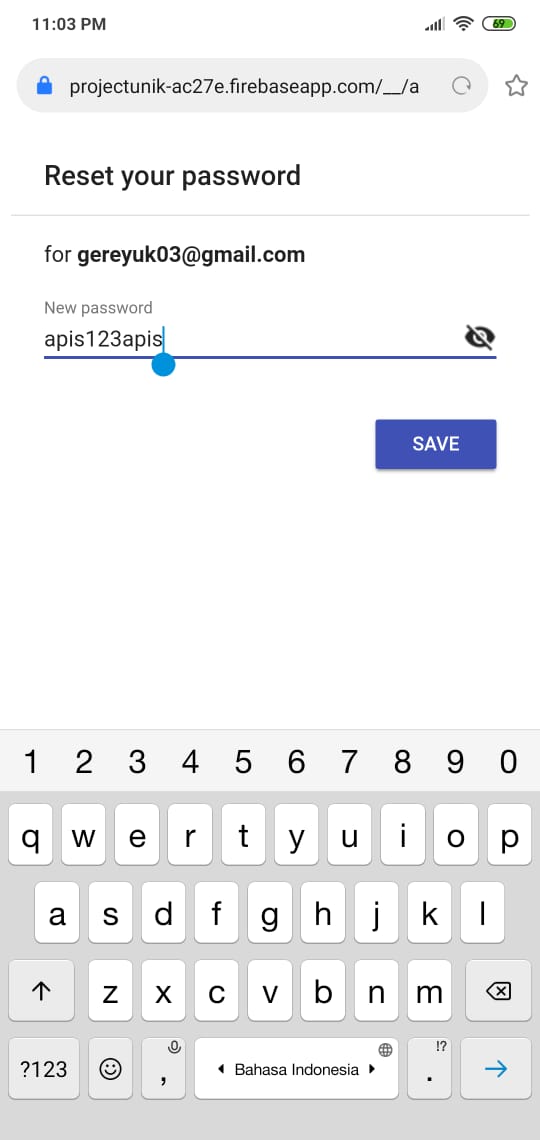 11:03 PM 69
projectunik-ac27e.firebaseapp.com/__/a
Reset your password
for gereyuk03@gmail.com
New password
apis123apis
SAVE
1 2 3 4 5 6 7 8 9 0
q w e r t y u i o p
a s d f g h j k l
z x c v b n m
!?
?123 , Bahasa Indonesia .